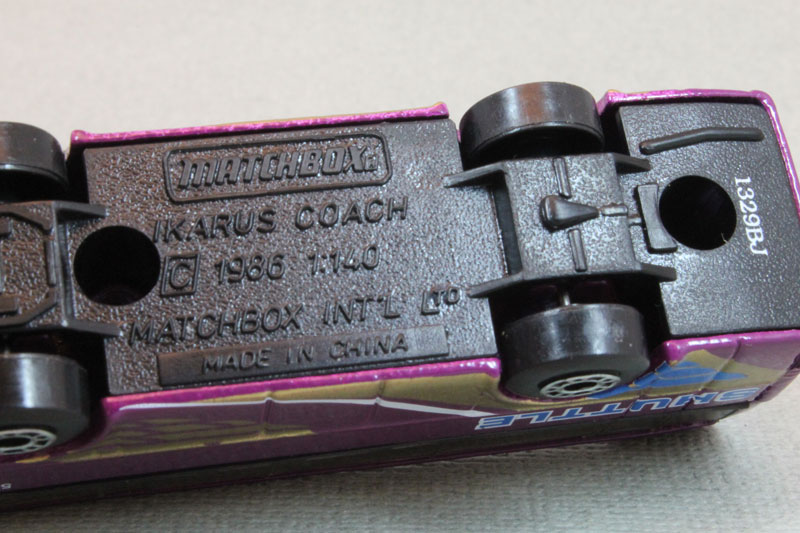 MATCHBOX
IKARUS COACH
© 1986 1:140
MATCHBOX INT'L LTD
MADE IN CHINA
1329BJ
SHUTTLE